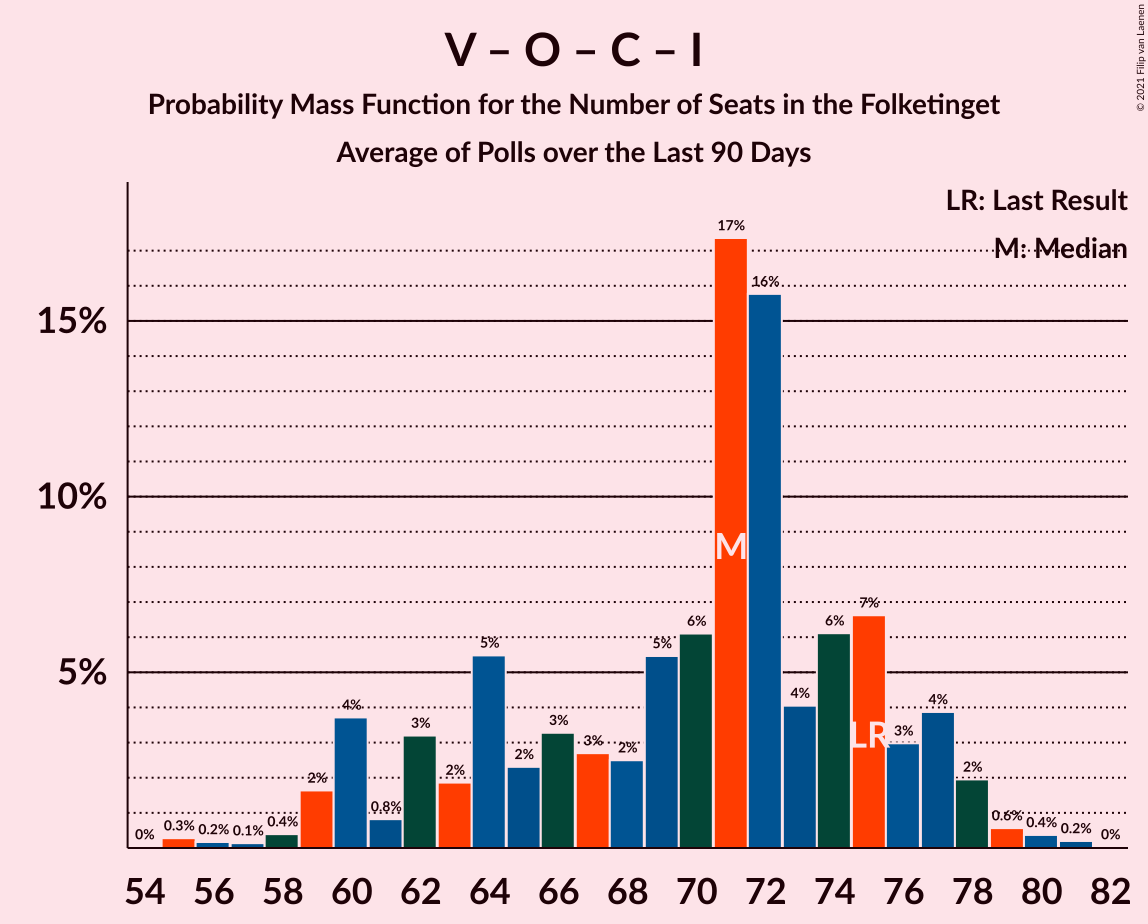 V – O – C – I
Probability Mass Function for the Number of Seats in the Folketinget
Average of Polls over the Last 90 Days
© 2021 Filip van Laenen
LR: Last Result
M: Median
15%
10%
5%
0% 0.3% 0.2% 0.1% 0.4% 2% 4% 0.8% 3% 2% 5% 2% 3% 3% 2% 5% 6% 17% 16% 4% 6% 7% 3% 4% 2% 0.6% 0.4% 0.2% 0%
M
LR
54 56 58 60 62 64 66 68 70 72 74 76 78 80 82